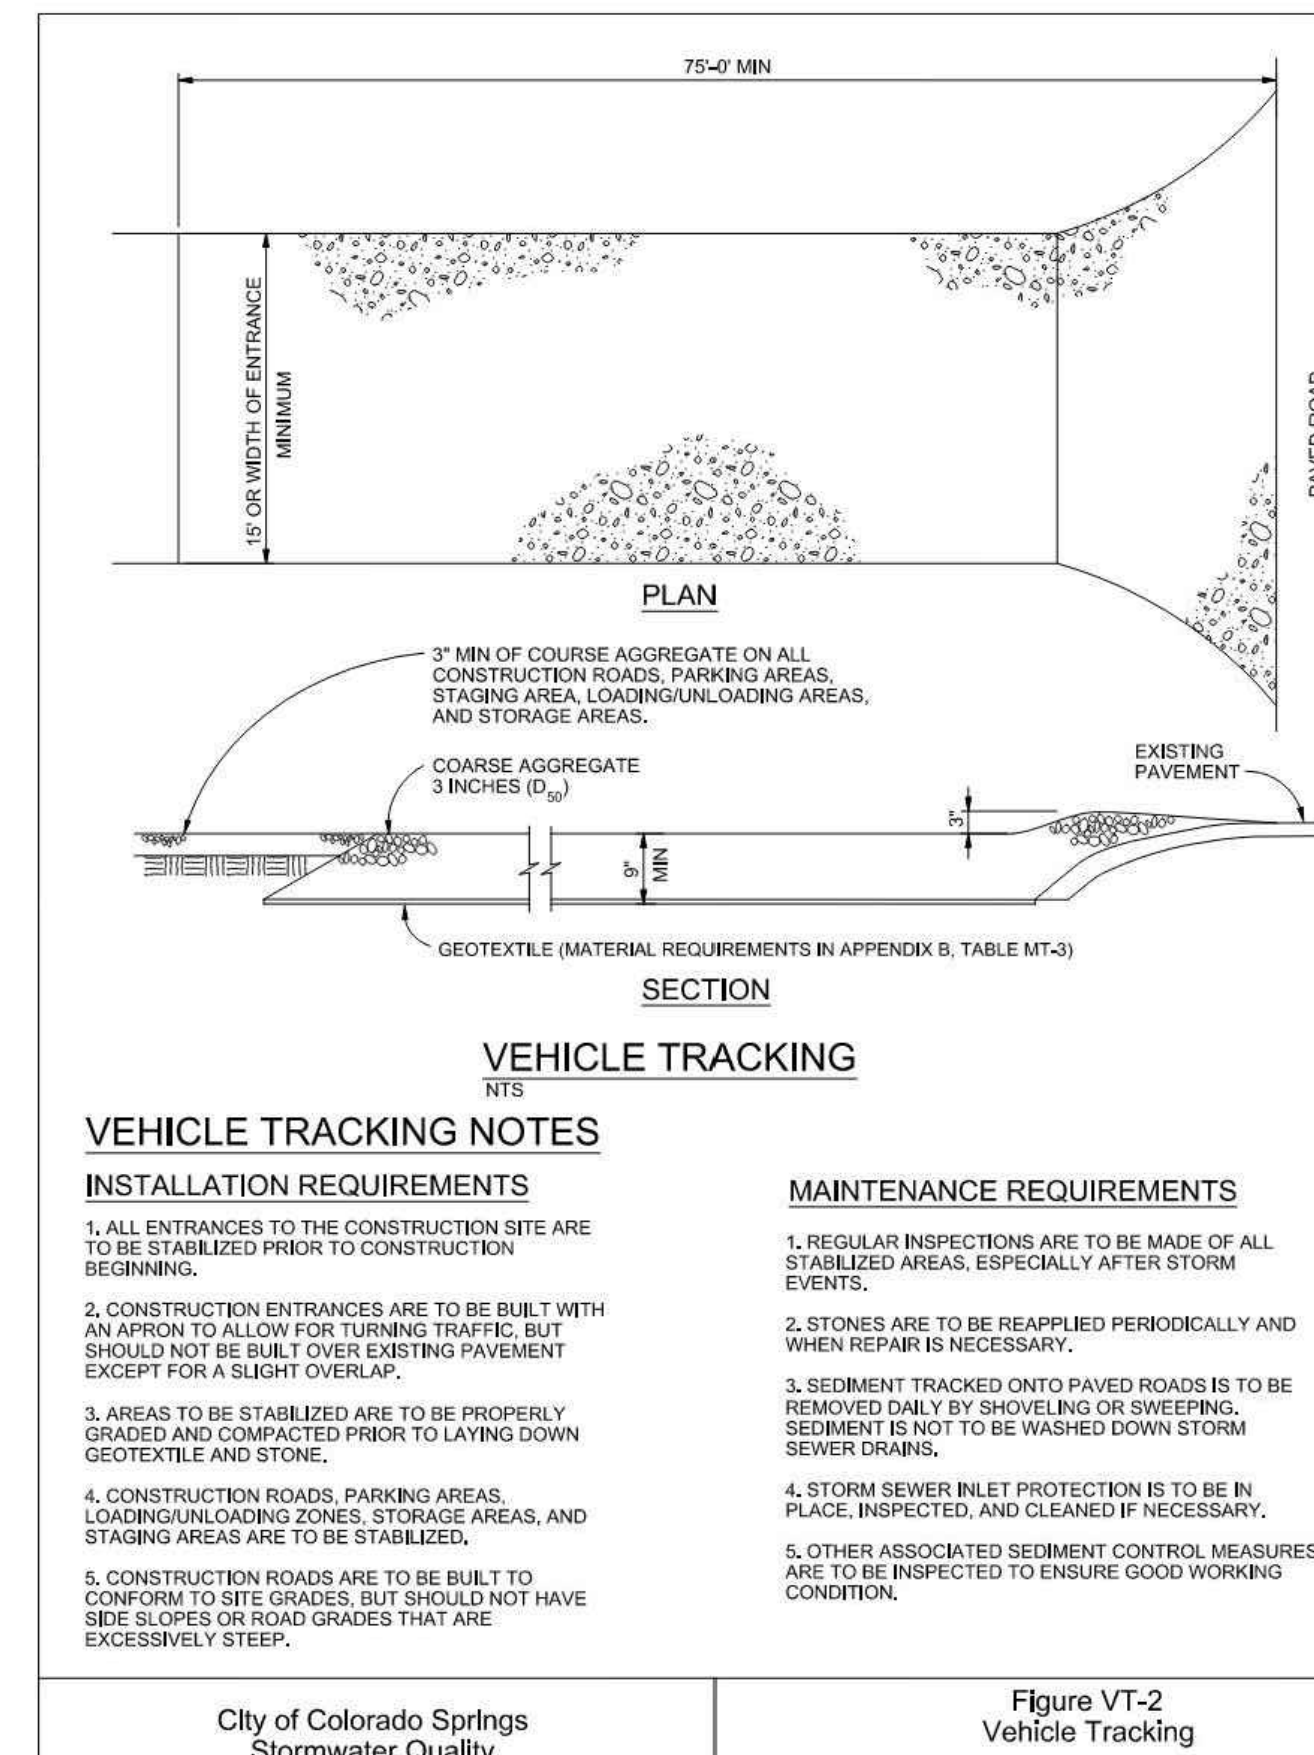 75'-0' MIN
15' OR WIDTH OF ENTRANCE
MINIMUM
PAVED ROAD
PLAN
3" MIN OF COURSE AGGREGATE ON ALL
CONSTRUCTION ROADS, PARKING AREAS,
STAGING AREA, LOADING/UNLOADING AREAS,
AND STORAGE AREAS.
COARSE AGGREGATE
3 INCHES (D50)
EXISTING
PAVEMENT
3"
9"
MIN
GEOTEXTILE (MATERIAL REQUIREMENTS IN APPENDIX B, TABLE MT-3)
SECTION
VEHICLE TRACKING
NTS
VEHICLE TRACKING NOTES
INSTALLATION REQUIREMENTS
1. ALL ENTRANCES TO THE CONSTRUCTION SITE ARE
TO BE STABILIZED PRIOR TO CONSTRUCTION
BEGINNING.
2. CONSTRUCTION ENTRANCES ARE TO BE BUILT WITH
AN APRON TO ALLOW FOR TURNING TRAFFIC, BUT
SHOULD NOT BE BUILT OVER EXISTING PAVEMENT
EXCEPT FOR A SLIGHT OVERLAP.
3. AREAS TO BE STABILIZED ARE TO BE PROPERLY
GRADED AND COMPACTED PRIOR TO LAYING DOWN
GEOTEXTILE AND STONE.
4. CONSTRUCTION ROADS, PARKING AREAS,
LOADING/UNLOADING ZONES, STORAGE AREAS, AND
STAGING AREAS ARE TO BE STABILIZED.
5. CONSTRUCTION ROADS ARE TO BE BUILT TO
CONFORM TO SITE GRADES, BUT SHOULD NOT HAVE
SIDE SLOPES OR ROAD GRADES THAT ARE
EXCESSIVELY STEEP.
MAINTENANCE REQUIREMENTS
1. REGULAR INSPECTIONS ARE TO BE MADE OF ALL
STABILIZED AREAS, ESPECIALLY AFTER STORM
EVENTS.
2. STONES ARE TO BE REAPPLIED PERIODICALLY AND
WHEN REPAIR IS NECESSARY.
3. SEDIMENT TRACKED ONTO PAVED ROADS IS TO BE
REMOVED DAILY BY SHOVELING OR SWEEPING.
SEDIMENT IS NOT TO BE WASHED DOWN STORM
SEWER DRAINS.
4. STORM SEWER INLET PROTECTION IS TO BE IN
PLACE, INSPECTED, AND CLEANED IF NECESSARY.
5. OTHER ASSOCIATED SEDIMENT CONTROL MEASURES
ARE TO BE INSPECTED TO ENSURE GOOD WORKING
CONDITION.
City of Colorado Springs
Stormwater Quality
Figure VT-2
Vehicle Tracking